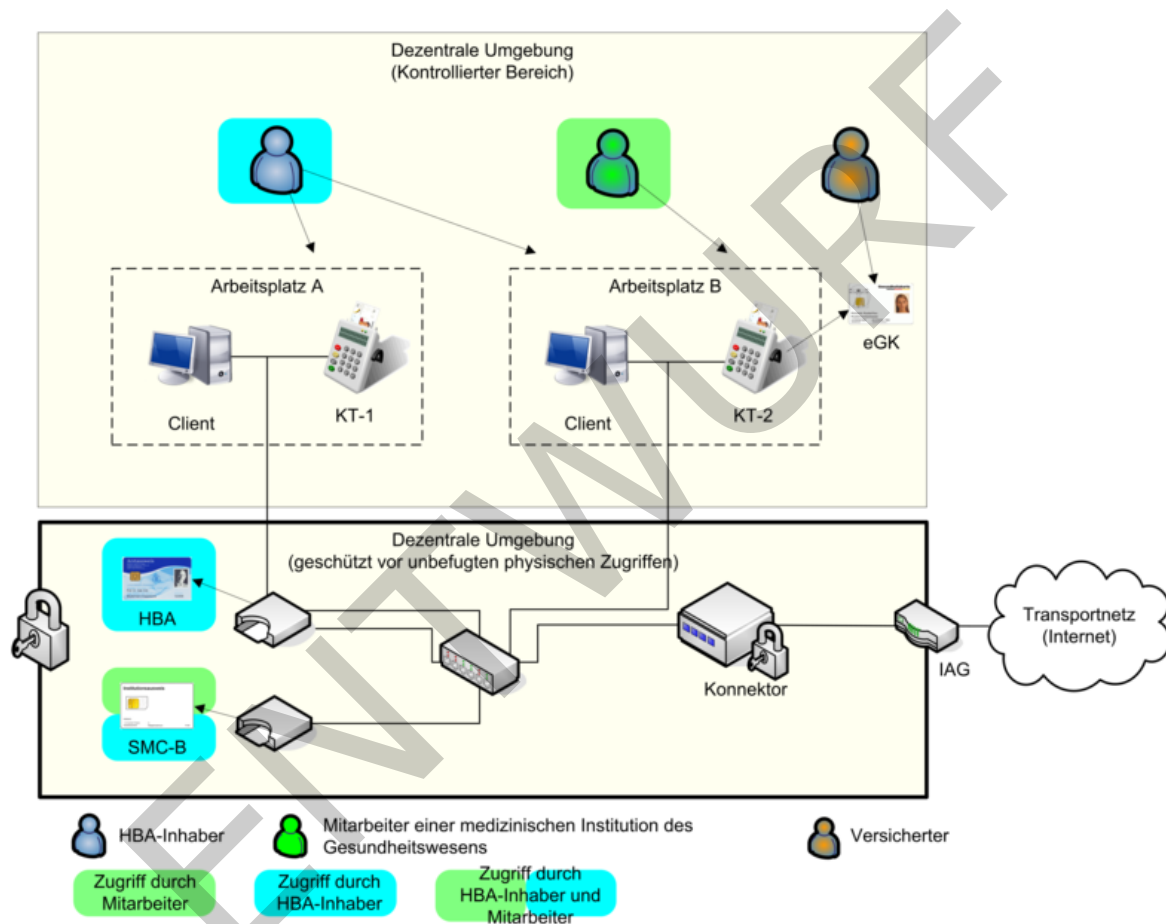 Dezentrale Umgebung
(Kontrollierter Bereich)
Arbeitsplatz A
Arbeitsplatz B
eGK
Client
KT-1
Client
KT-2
Dezentrale Umgebung
(geschützt vor unbefugten physischen Zugriffen)
HBA
Transportnetz
(Internet)
IAG
Konnektor
SMC-B
HBA-Inhaber
Mitarbeiter einer medizinischen Institution des
Gesundheitswesens
Versicherter
Zugriff durch
Mitarbeiter
Zugriff durch
HBA-Inhaber
Zugriff durch
HBA-Inhaber und
Mitarbeiter
ENTWURF